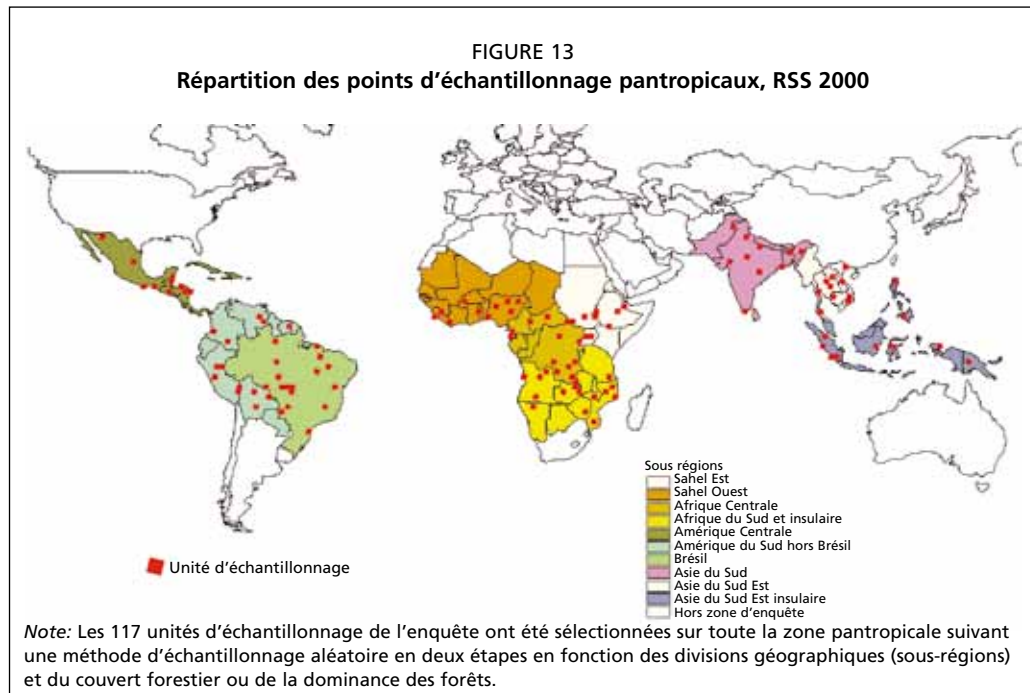 FIGURE 13
Répartition des points d'échantillonnage pantropicaux, RSS 2000
Sous régions
Sahel Est
Sahel Ouest
Afrique Centrale
Afrique du Sud et insulaire
Amérique Centrale
Amérique du Sud hors Brésil
Brésil
Asie du Sud
Asie du Sud Est
Asie du Sud Est insulaire
Hors zone d'enquête
Unité d'échantillonnage
Note: Les 117 unités d'échantillonnage de l'enquête ont été sélectionnées sur toute la zone pantropicale suivant
une méthode d'échantillonnage aléatoire en deux étapes en fonction des divisions géographiques (sous-régions)
et du couvert forestier ou de la dominance des forêts.